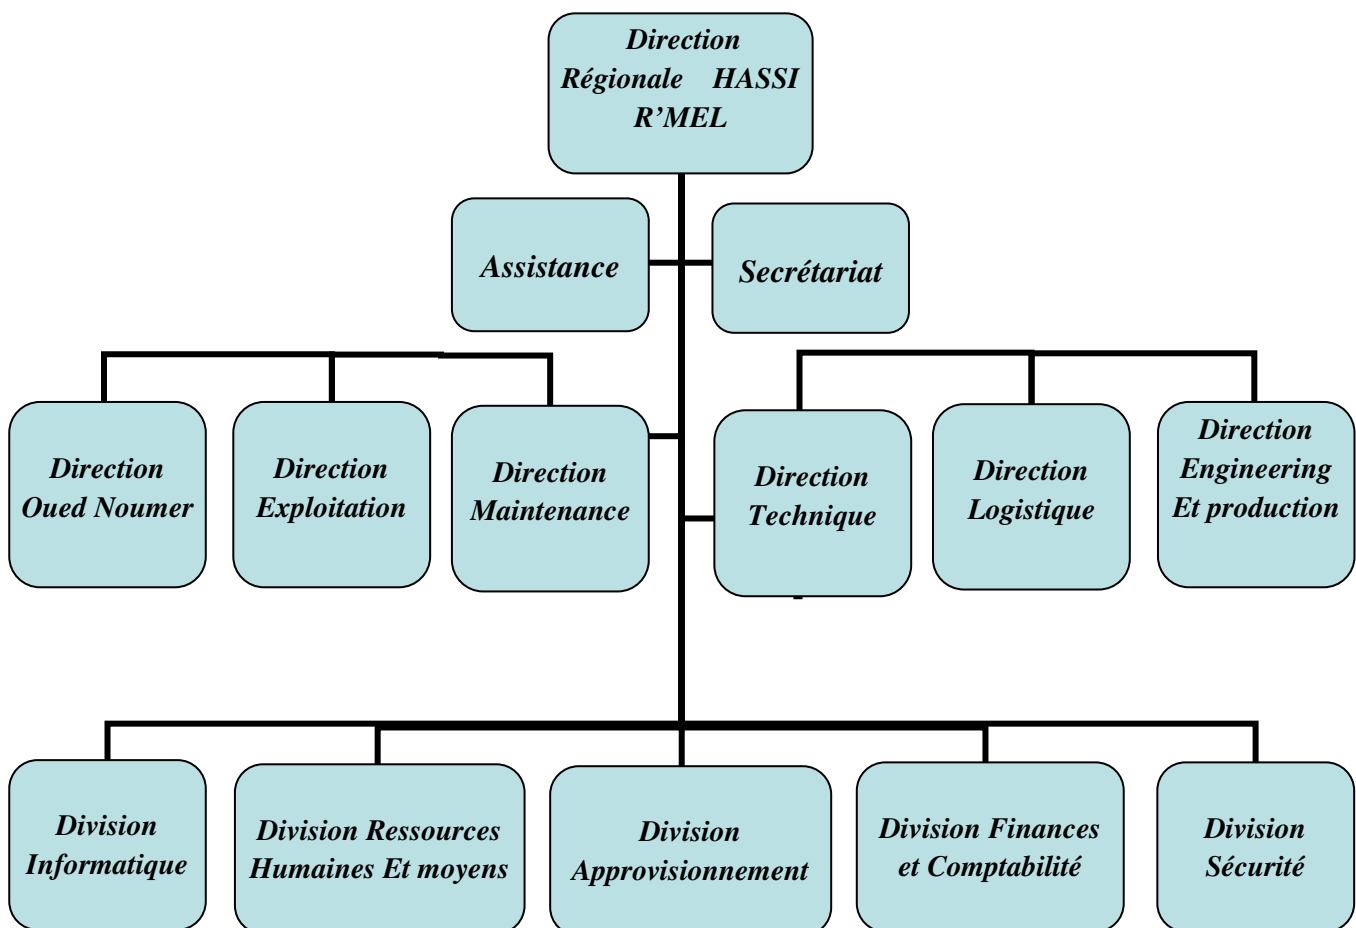 Direction
Régionale HASSI
R’MEL
Assistance
Secrétariat
Direction
Oued Noumer
Direction
Exploitation
Direction
Maintenance
Direction
Technique
Direction
Logistique
Direction
Engineering
Et production
Division
Informatique
Division Ressources
Humaines Et moyens
Division
Approvisionnement
Division Finances
et Comptabilité
Division
Sécurité